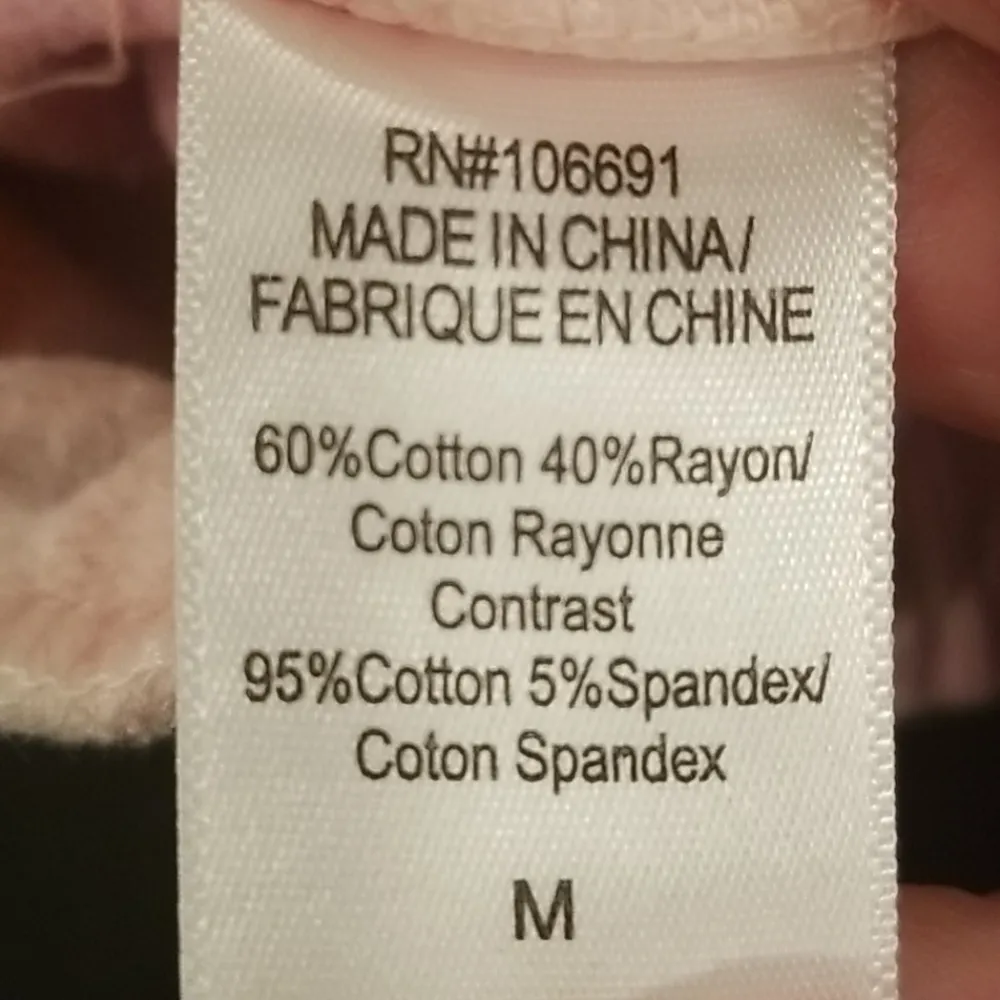 RN#106691
MADE IN CHINA/
FABRIQUE EN CHINE
60%Cotton 40%Rayon/
Coton Rayonne
Contrast
95%Cotton 5%Spandex/
Coton Spandex
M